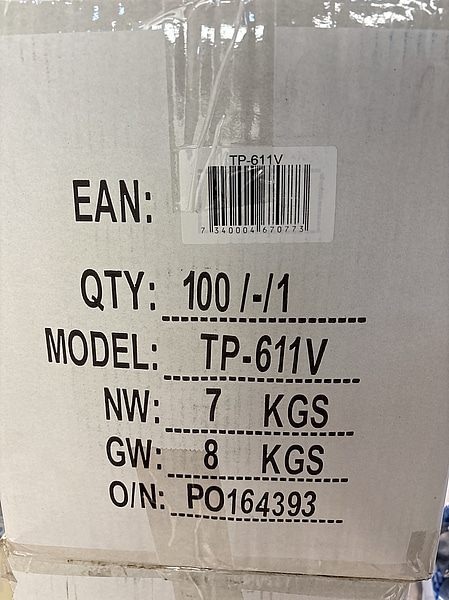 TP-611V
EAN:
7 340004 670773
QTY: 100/-/1
MODEL: TP-611V
NW: 7 KGS
GW: 8 KGS
O/N: PO164393